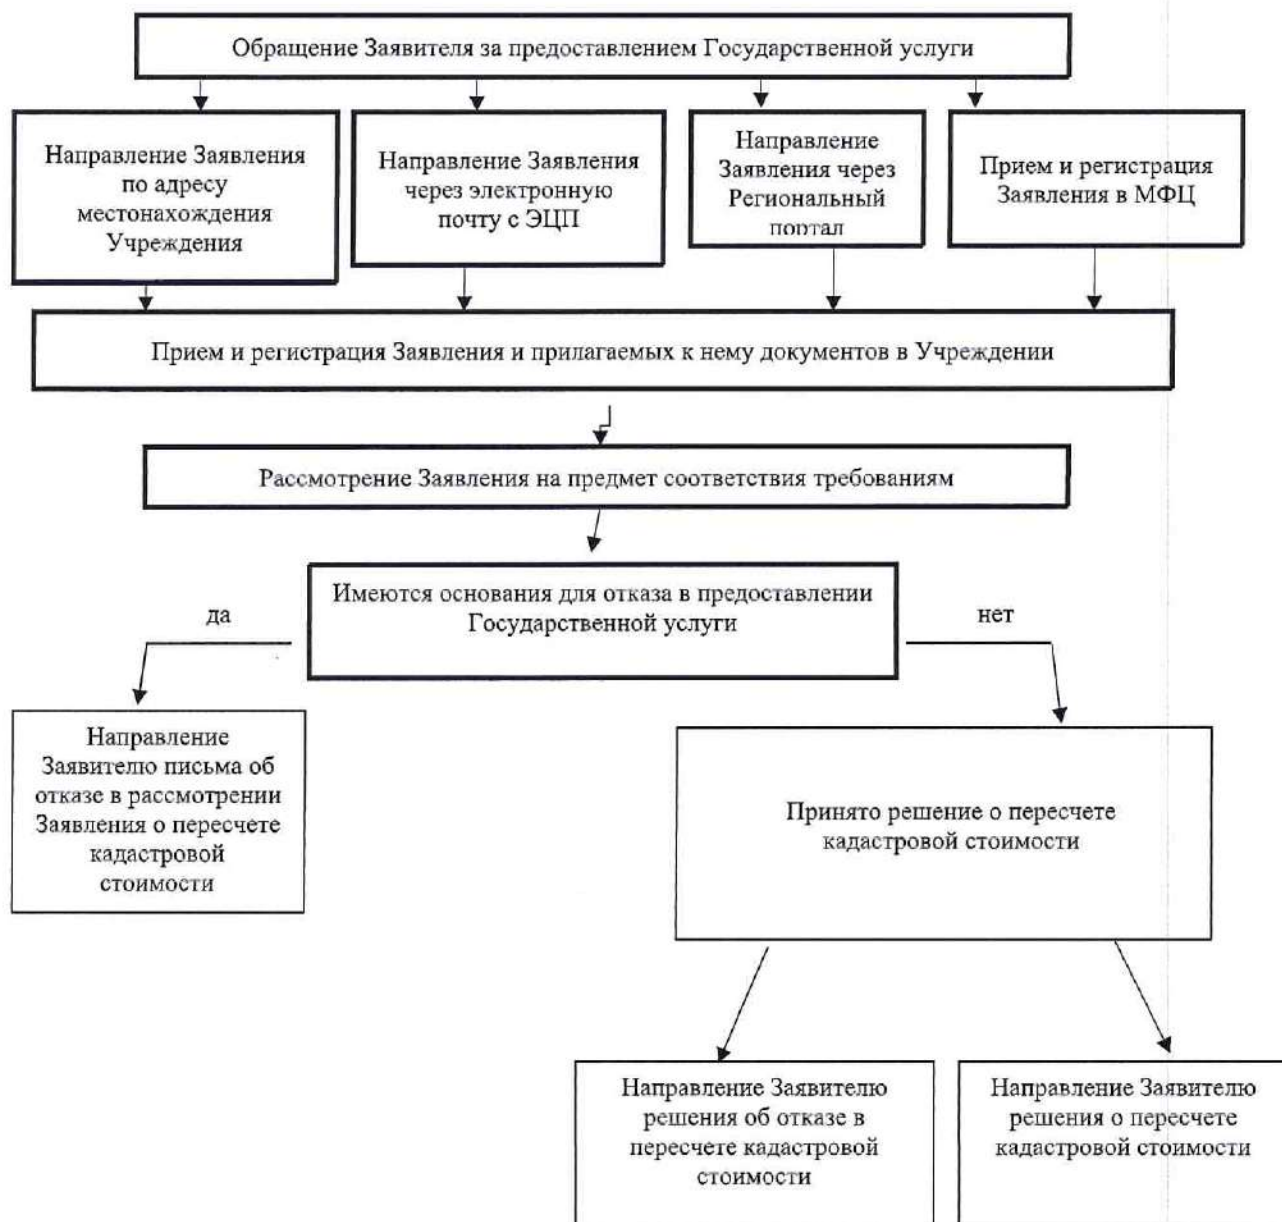 Обращение Заявителя за предоставлением Государственной услуги
Направление Заявления
по адресу
местонахождения
Учреждения
Направление Заявления
через электронную
почту с ЭЦП
Направление
Заявления через
Региональный
портал
Прием и регистрация
Заявления в МФЦ
Прием и регистрация Заявления и прилагаемых к нему документов в Учреждении
Рассмотрение Заявления на предмет соответствия требованиям
Имеются основания для отказа в предоставлении
Государственной услуги
да
нет
Направление
Заявителю письма об
отказе в рассмотрении
Заявления о пересчете
кадастровой
стоимости
Принято решение о пересчете
кадастровой стоимости
Направление Заявителю
решения об отказе в
пересчете кадастровой
стоимости
Направление Заявителю
решения о пересчете
кадастровой стоимости